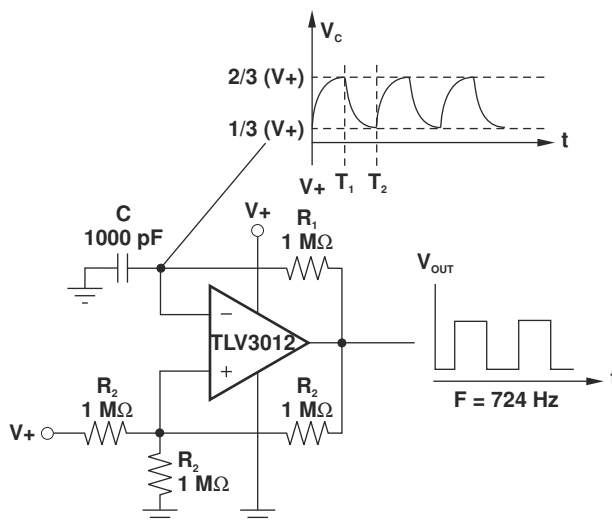 V_C
2/3 (V+)
1/3 (V+)
t
V+ T_1 T_2
C
1000 pF
V+
R_1
1 MΩ
V_OUT
−
TLV3012
+
t
F = 724 Hz
R_2
1 MΩ
R_2
1 MΩ
V+
R_2
1 MΩ